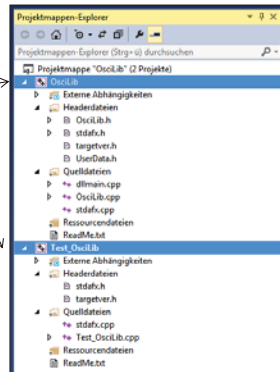 Projektmappen-Explorer
Projektmappen-Explorer (Strg+ü) durchsuchen
Projektmappe "OsciLib" (2 Projekte)
OsciLib
Externe Abhängigkeiten
Headerdateien
OsciLib.h
stdafx.h
targetver.h
UserData.h
Quelldateien
dllmain.cpp
OsciLib.cpp
stdafx.cpp
Ressourcendateien
ReadMe.txt
Test_OsciLib
Externe Abhängigkeiten
Headerdateien
stdafx.h
targetver.h
Quelldateien
stdafx.cpp
Test_OsciLib.cpp
Ressourcendateien
ReadMe.txt